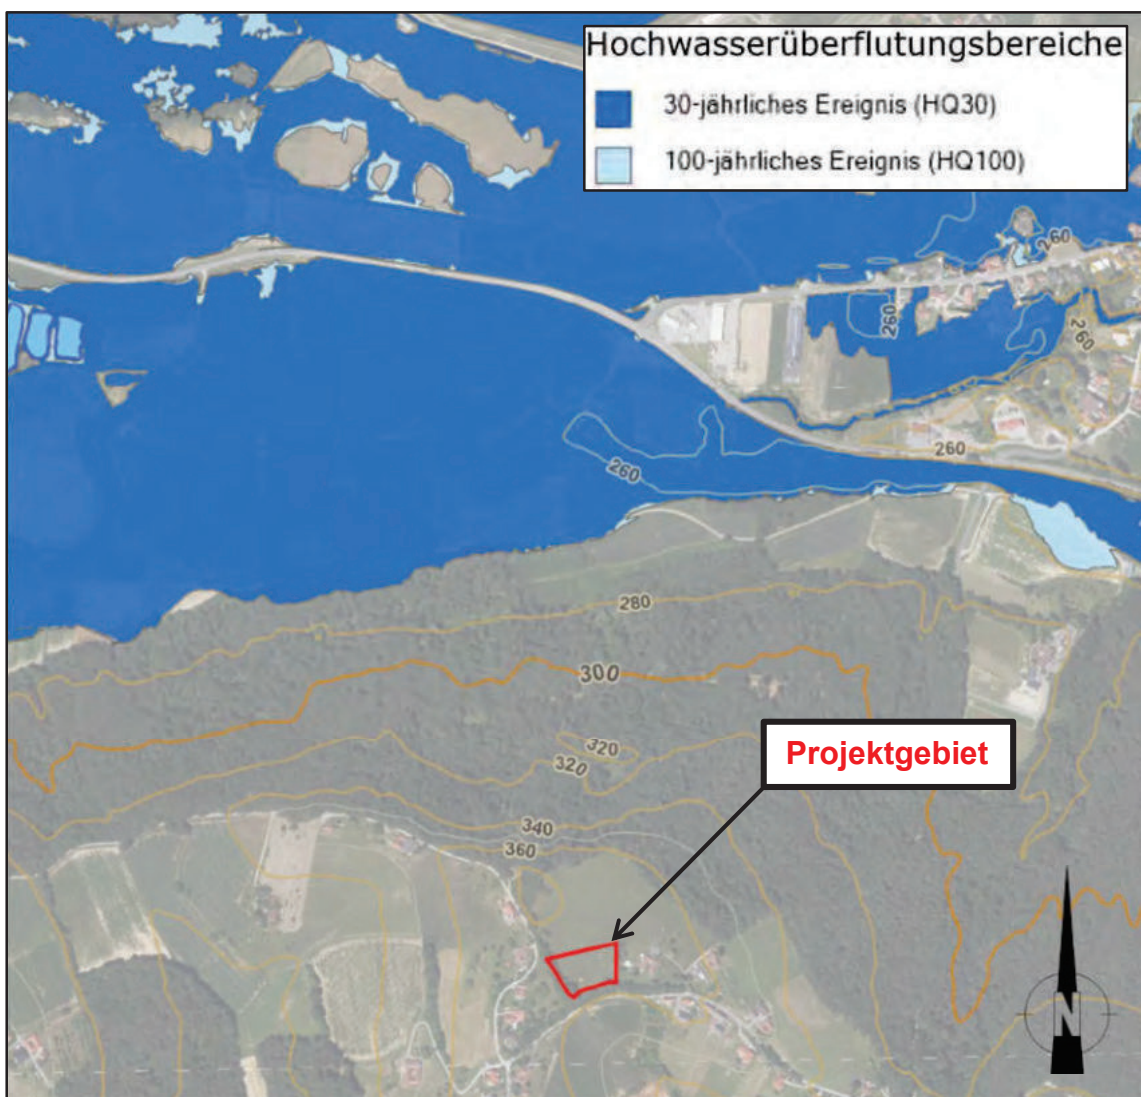 Hochwasserüberflutungsbereiche
30-jährliches Ereignis (HQ30)
100-jährliches Ereignis (HQ100)
260
260
260
260
260
280
300
320
320
Projektgebiet
340
360
N